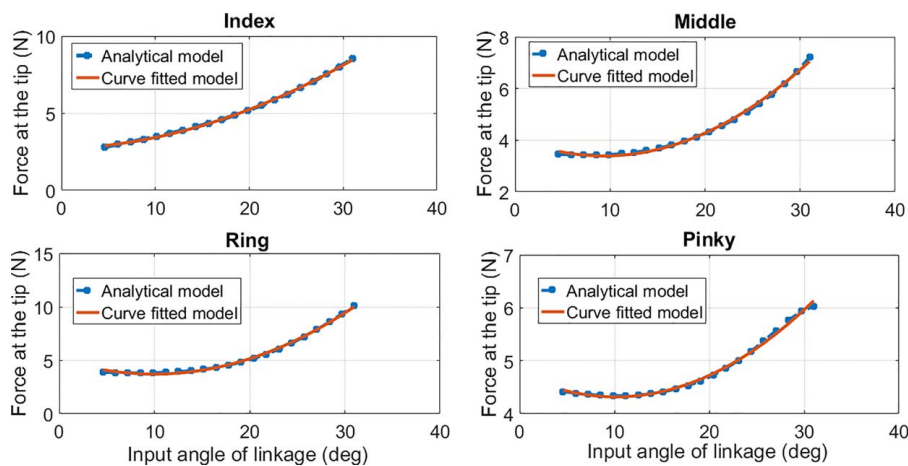 Index
Force at the tip (N)
10
5
0
Analytical model
Curve fitted model
0 10 20 30 40
Middle
Force at the tip (N)
8
6
4
2
Analytical model
Curve fitted model
0 10 20 30 40
Ring
Force at the tip (N)
15
10
5
0
Analytical model
Curve fitted model
0 10 20 30 40
Input angle of linkage (deg)
Pinky
Force at the tip (N)
7
6
5
4
Analytical model
Curve fitted model
0 10 20 30 40
Input angle of linkage (deg)